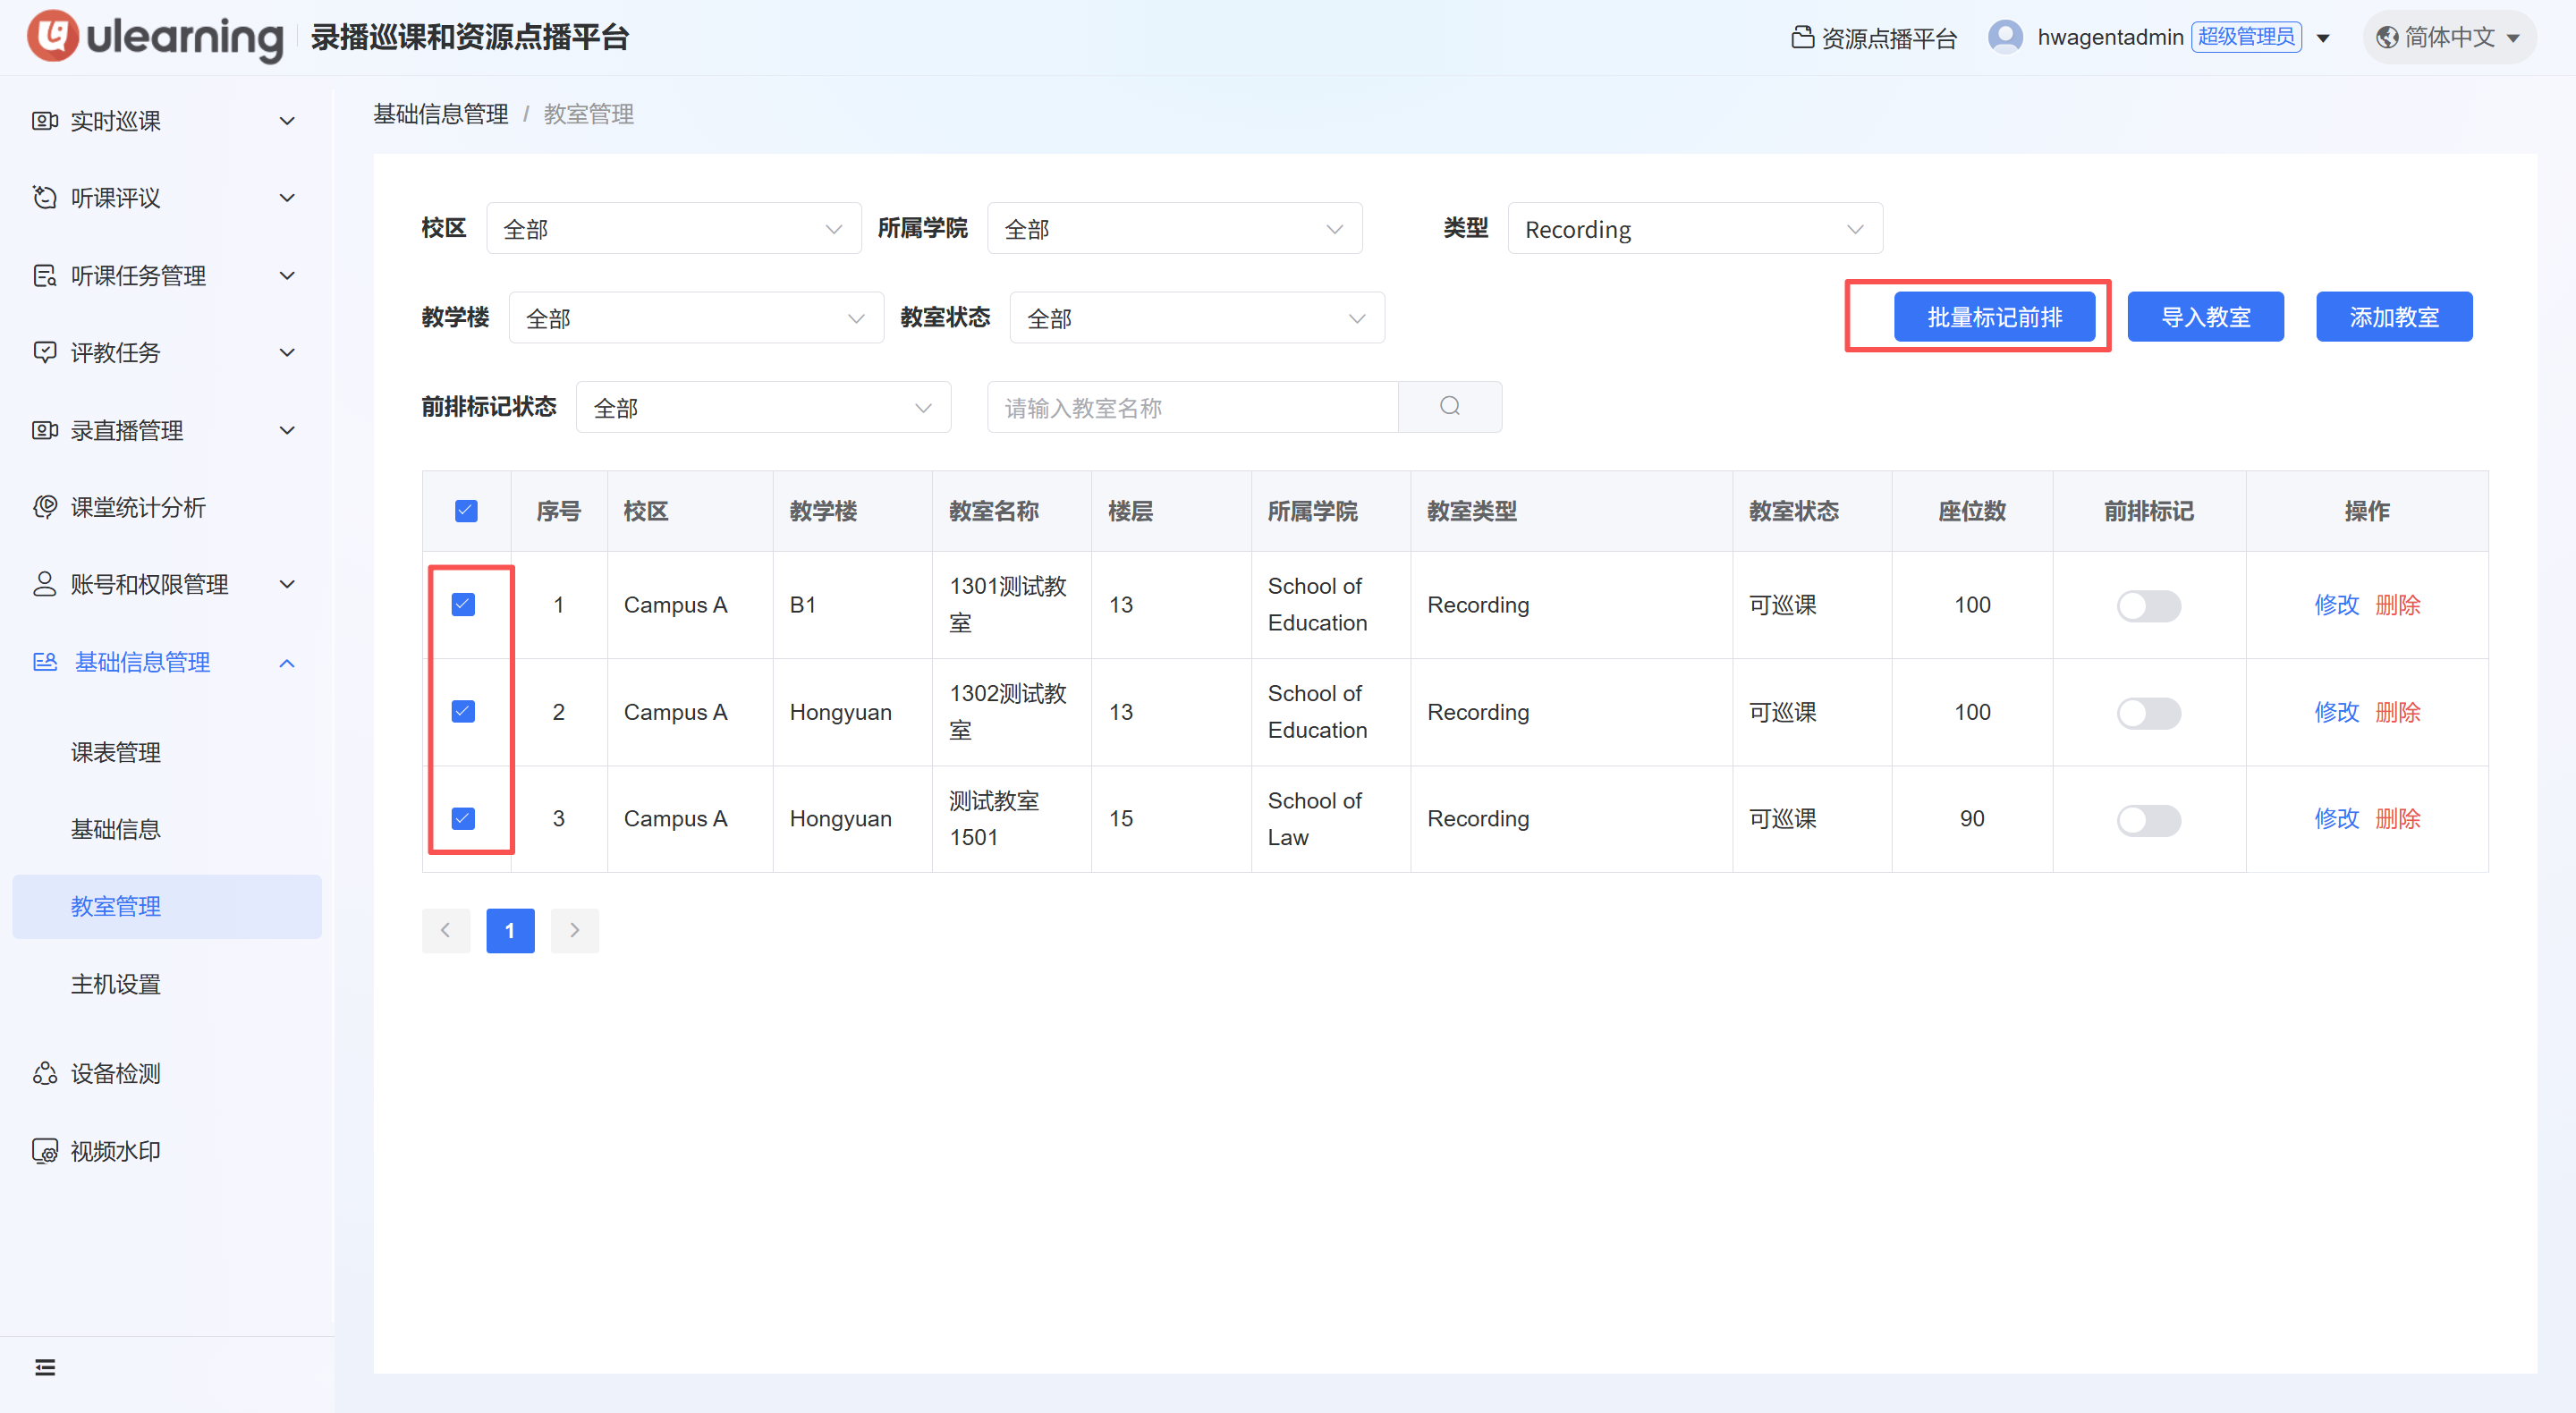 ulearning 录播巡课和资源点播平台 资源点播平台 hwagentadmin 超级管理员 简体中文
实时巡课
听课评议
听课任务管理
评教任务
录直播管理
课堂统计分析
账号和权限管理
基础信息管理
课表管理
基础信息
教室管理
主机设置
设备检测
视频水印
基础信息管理 / 教室管理
校区 全部 所属学院 全部 类型 Recording
教学楼 全部 教室状态 全部 批量标记前排 导入教室 添加教室
前排标记状态 全部 请输入教室名称
序号 校区 教学楼 教室名称 楼层 所属学院 教室类型 教室状态 座位数 前排标记 操作
1 Campus A B1 1301测试教室 13 School of Education Recording 可巡课 100 修改 删除
2 Campus A Hongyuan 1302测试教室 13 School of Education Recording 可巡课 100 修改 删除
3 Campus A Hongyuan 测试教室1501 15 School of Law Recording 可巡课 90 修改 删除
1